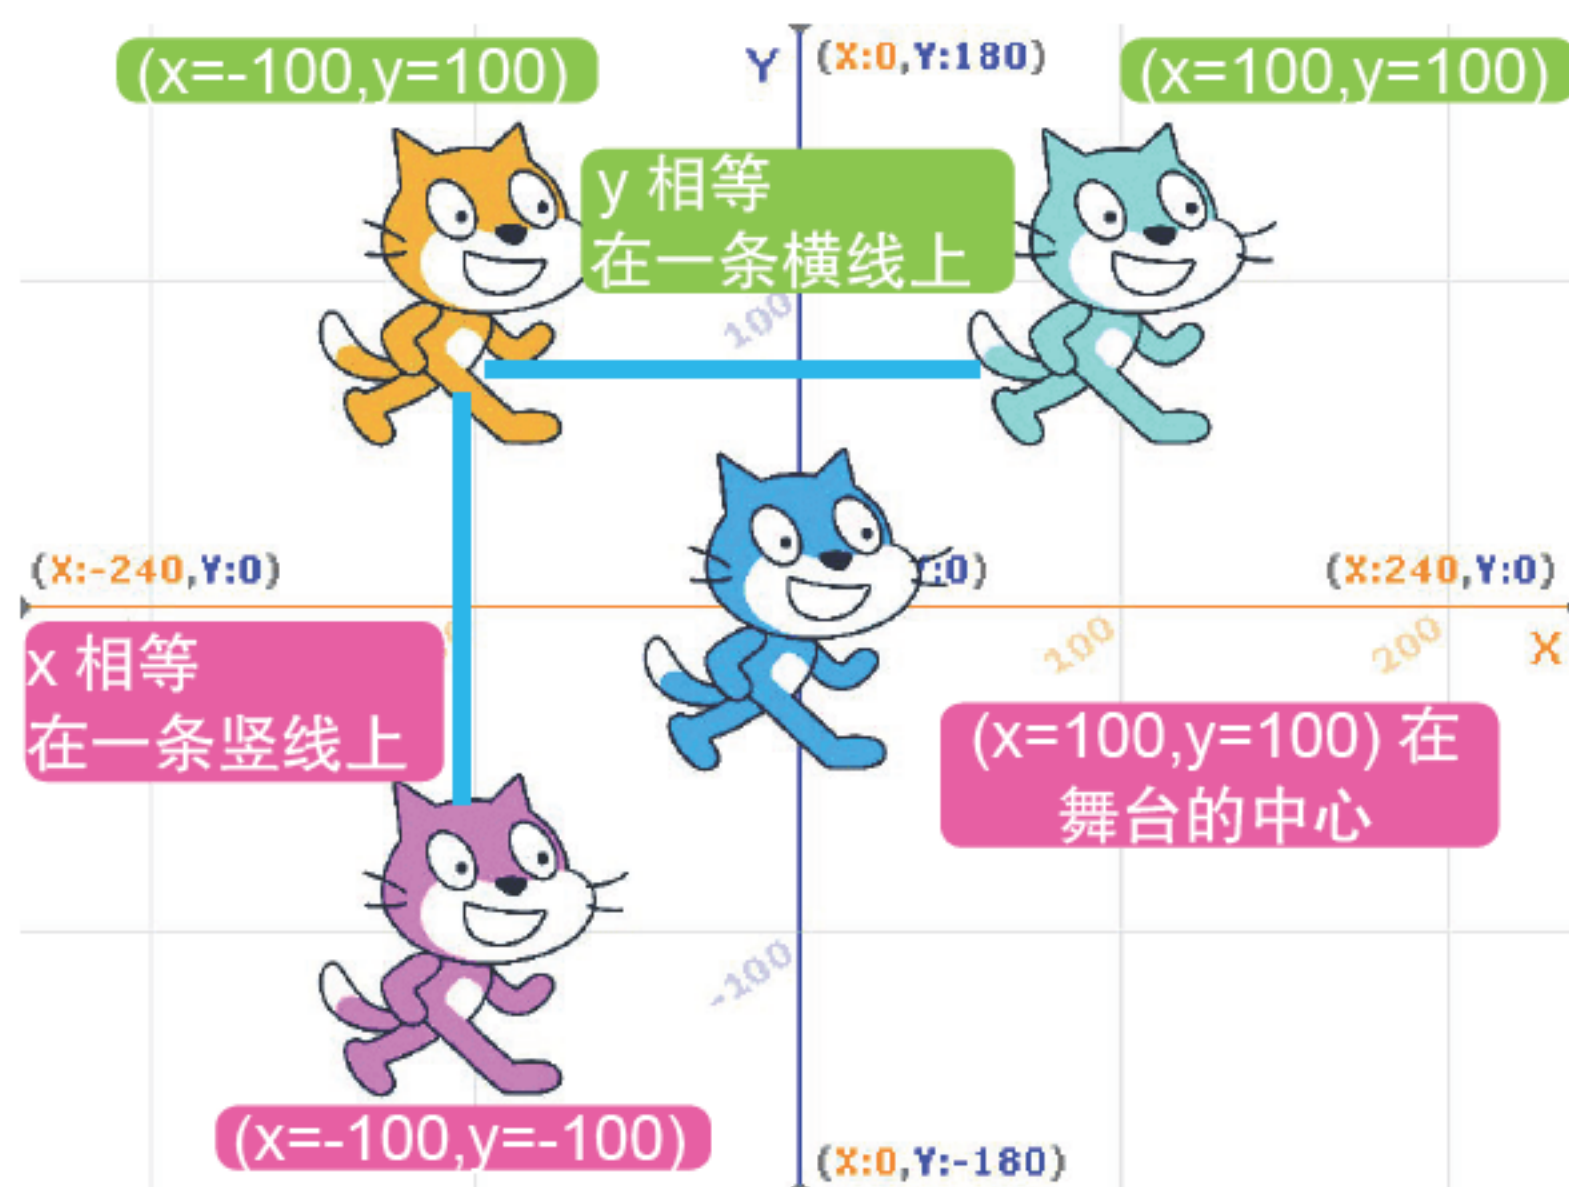 (x=-100,y=100)
Y
(X:0,Y:180)
(x=100,y=100)
y 相等
在一条横线上
100
(X:-240,Y:0)
:0)
(X:240,Y:0)
x 相等
在一条竖线上
100
200
X
(x=100,y=100) 在
舞台的中心
-100
(x=-100,y=-100)
(X:0,Y:-180)